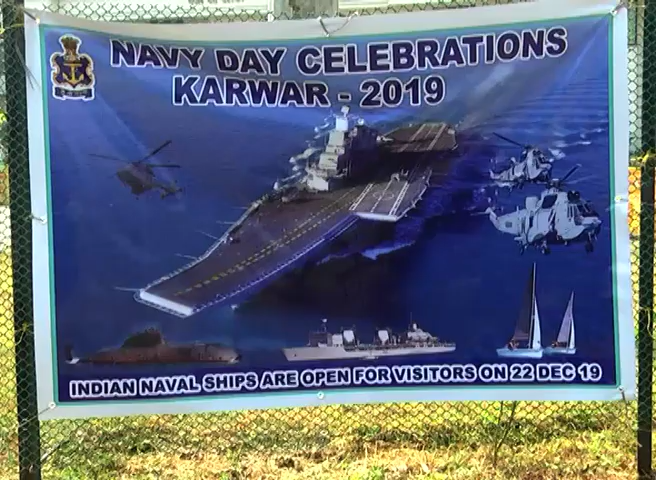 NAVY DAY CELEBRATIONS
KARWAR - 2019
INDIAN NAVAL SHIPS ARE OPEN FOR VISITORS ON 22 DEC 19